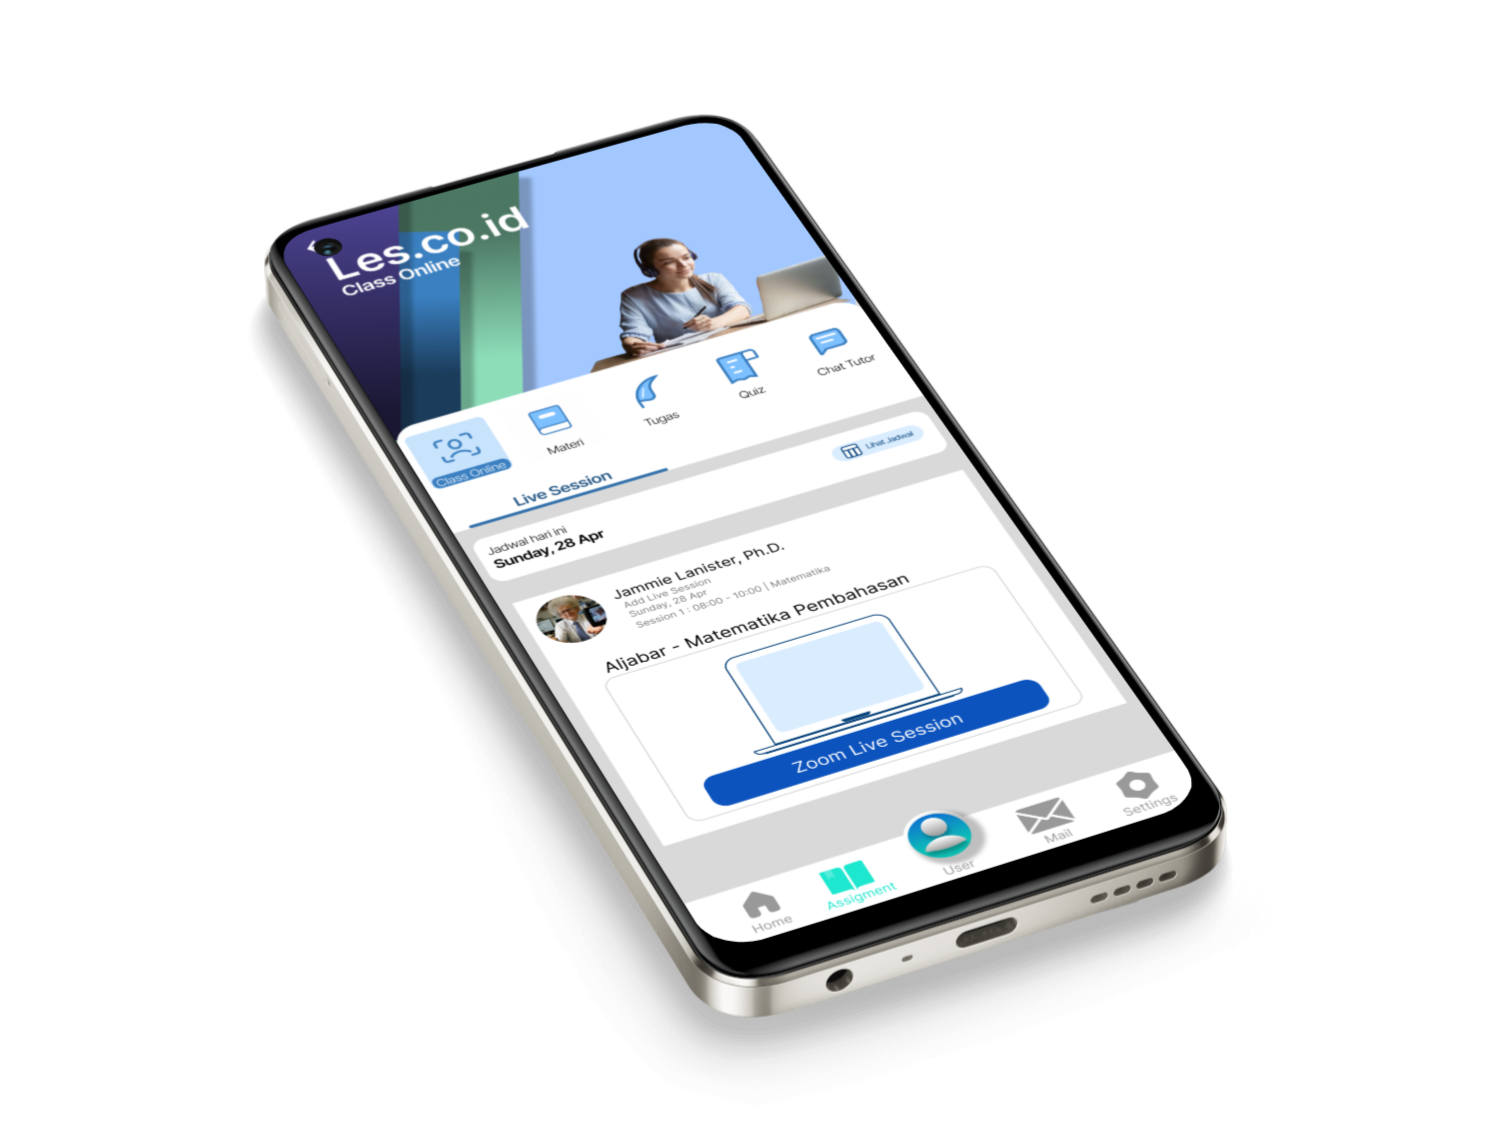 Les.co.id
Class Online
Class Online
Materi
Tugas
Quiz
Chat Tutor
Live Session
Jadwal hari ini
Sunday, 28 Apr
Lihat Jadwal
Jammie Lanister, Ph.D.
Add Live Session
Sunday, 28 Apr
Session 1 : 08:00 - 10:00 | Matematika
Aljabar - Matematika Pembahasan
Zoom Live Session
Home
Assigment
User
Mail
Settings